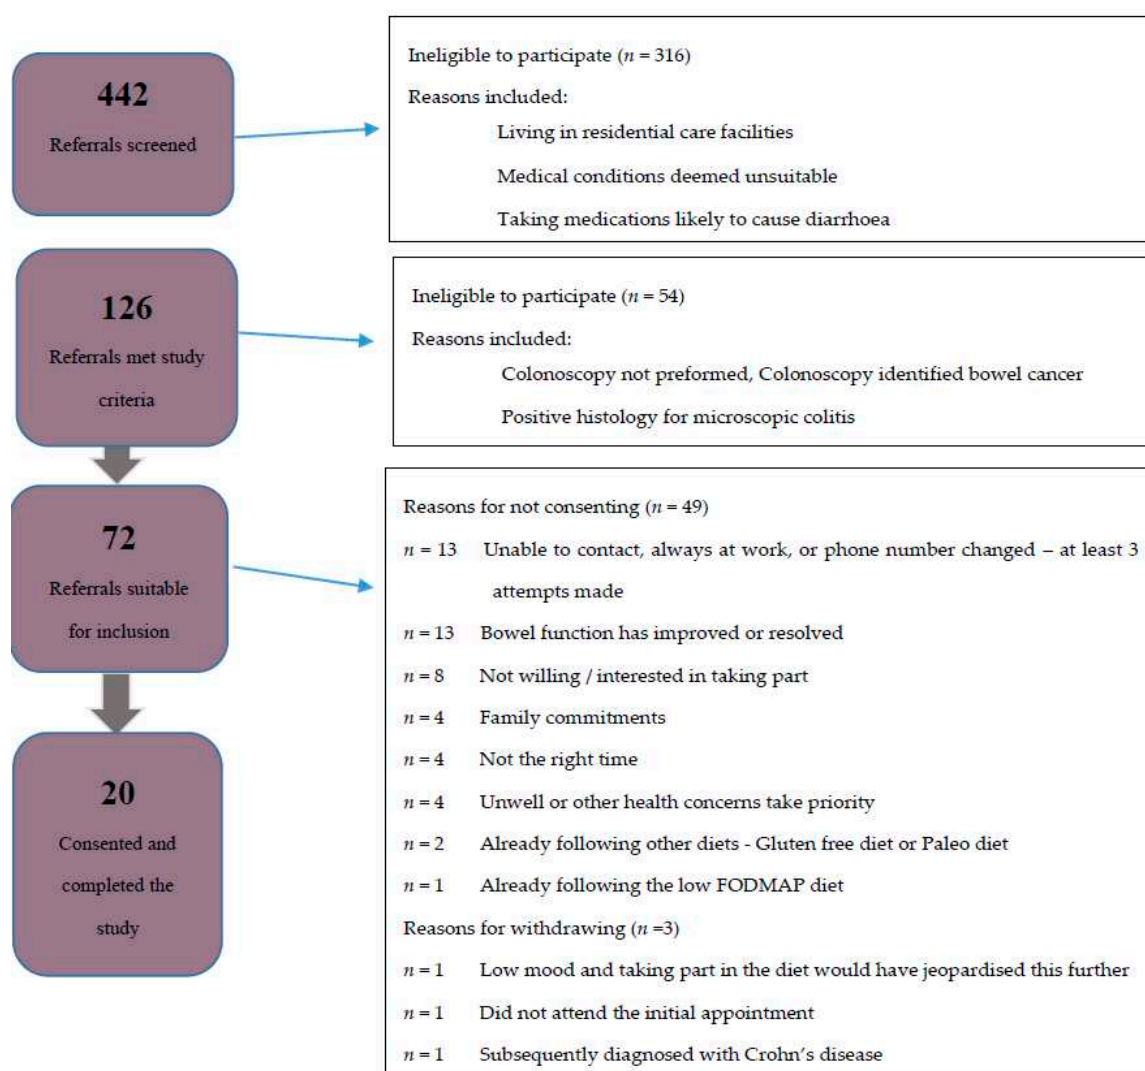 442
Referrals screened
Ineligible to participate (n = 316)
Reasons included:
Living in residential care facilities
Medical conditions deemed unsuitable
Taking medications likely to cause diarrhoea
126
Referrals met study
criteria
Ineligible to participate (n = 54)
Reasons included:
Colonoscopy not preformed, Colonoscopy identified bowel cancer
Positive histology for microscopic colitis
72
Referrals suitable
for inclusion
Reasons for not consenting (n = 49)
n = 13 Unable to contact, always at work, or phone number changed – at least 3
attempts made
n = 13 Bowel function has improved or resolved
n = 8 Not willing / interested in taking part
n = 4 Family commitments
n = 4 Not the right time
n = 4 Unwell or other health concerns take priority
n = 2 Already following other diets - Gluten free diet or Paleo diet
n = 1 Already following the low FODMAP diet
Reasons for withdrawing (n =3)
n = 1 Low mood and taking part in the diet would have jeopardised this further
n = 1 Did not attend the initial appointment
n = 1 Subsequently diagnosed with Crohn’s disease
20
Consented and
completed the
study